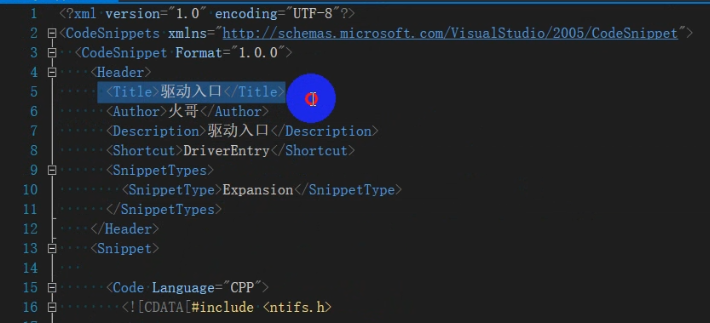 1 <?xml version="1.0" encoding="UTF-8"?>
2 <CodeSnippets xmlns="http://schemas.microsoft.com/VisualStudio/2005/CodeSnippet">
3 <CodeSnippet Format="1.0.0">
4 <Header>
5 <Title>驱动入口</Title>
6 <Author>火哥</Author>
7 <Description>驱动入口</Description>
8 <Shortcut>DriverEntry</Shortcut>
9 <SnippetTypes>
10 <SnippetType>Expansion</SnippetType>
11 </SnippetTypes>
12 </Header>
13 <Snippet>
14
15 <Code Language="CPP">
16 <![CDATA[#include <ntifs.h>